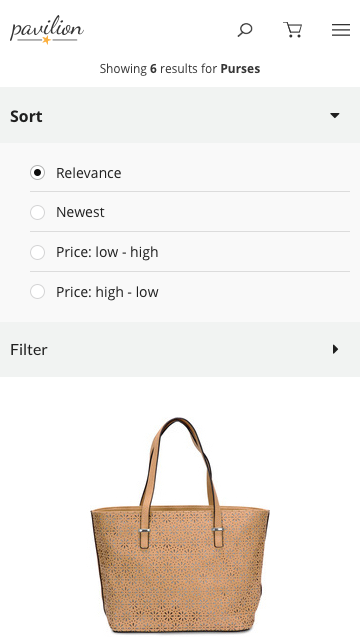 pavilion
Showing 6 results for Purses
Sort
Relevance
Newest
Price: low - high
Price: high - low
Filter